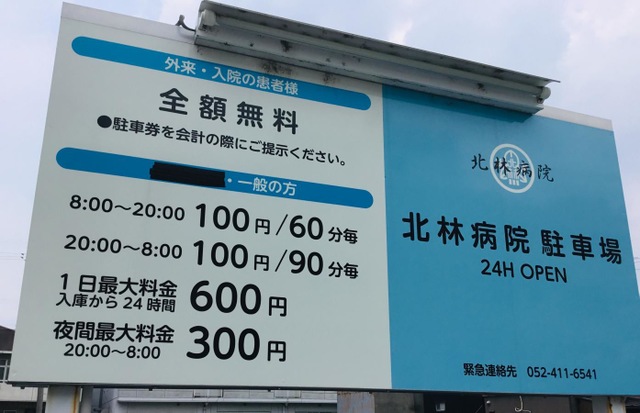 外来・入院の患者様
全額無料
●駐車券を会計の際にご提示ください。
・一般の方
8:00〜20:00 100円/60分毎
20:00〜8:00 100円/90分毎
1日最大料金 600円
入庫から24時間
夜間最大料金 300円
20:00〜8:00
北林病院
北林病院 駐車場
24H OPEN
緊急連絡先 052-411-6541